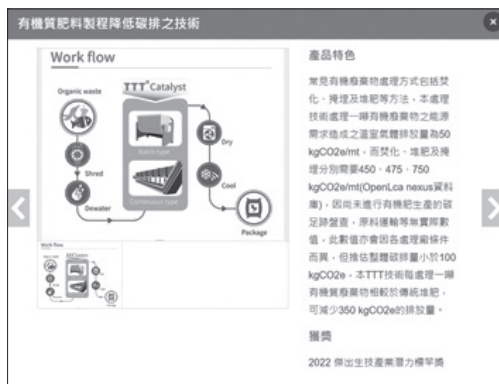 有機質肥料製程降低碳排之技術
Work flow
Organic waste
Shred
Dewater
TTT® Catalyst
Batch type
Continuous type
Dry
Cool
Package
產品特色
常見有機廢棄物處理方式包括焚
化、掩埋及堆肥等方法,本處理
技術處理一噸有機廢棄物之能源
需求造成之溫室氣體排放量為50
kgCO2e/mt,而焚化、堆肥及掩
埋分別需要450、475、750
kgCO2e/mt(OpenLca nexus資料
庫),因尚未進行有機肥生產的碳
足跡盤查,原料運輸等無實際數
值,此數值亦會因各處理廠條件
而異,但推估整體碳排量小於100
kgCO2e,本TTT技術每處理一噸
有機質廢棄物相較於傳統堆肥,
可減少350 kgCO2e的排放量。
獲獎
2022 傑出生技產業潛力標竿獎
Work flow